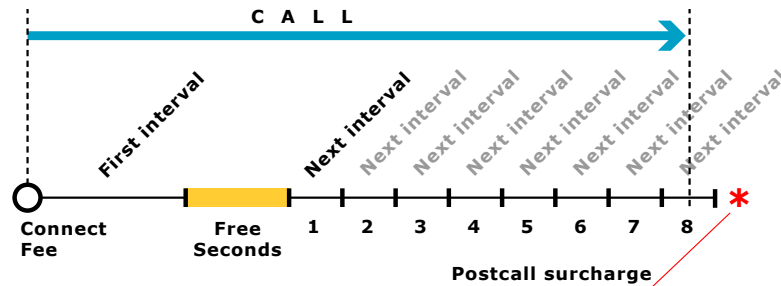 C A L L
First interval
Next interval
Next interval
Next interval
Next interval
Next interval
Next interval
Next interval
Next interval
Connect
Fee
Free
Seconds
1
2
3
4
5
6
7
8
*
Postcall surcharge